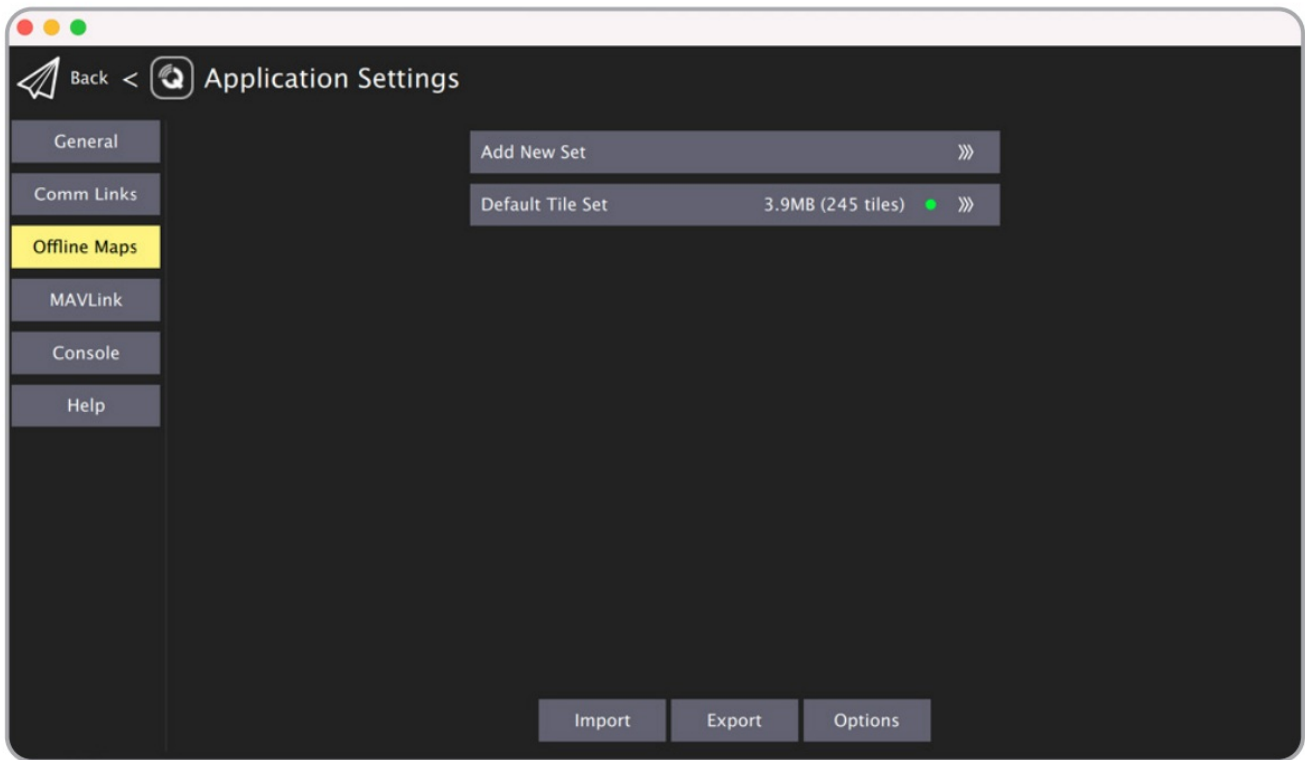 Back < Application Settings
General
Comm Links
Offline Maps
MAVLink
Console
Help
Add New Set
Default Tile Set 3.9MB (245 tiles)
Import Export Options